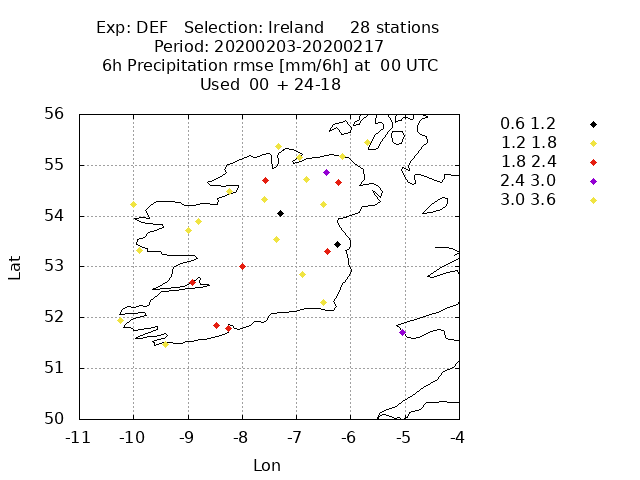 Exp: DEF Selection: Ireland 28 stations
Period: 20200203-20200217
6h Precipitation rmse [mm/6h] at 00 UTC
Used 00 + 24-18
0.6 1.2
1.2 1.8
1.8 2.4
2.4 3.0
3.0 3.6
56
55
54
53
52
51
50
Lat
-11 -10 -9 -8 -7 -6 -5 -4
Lon